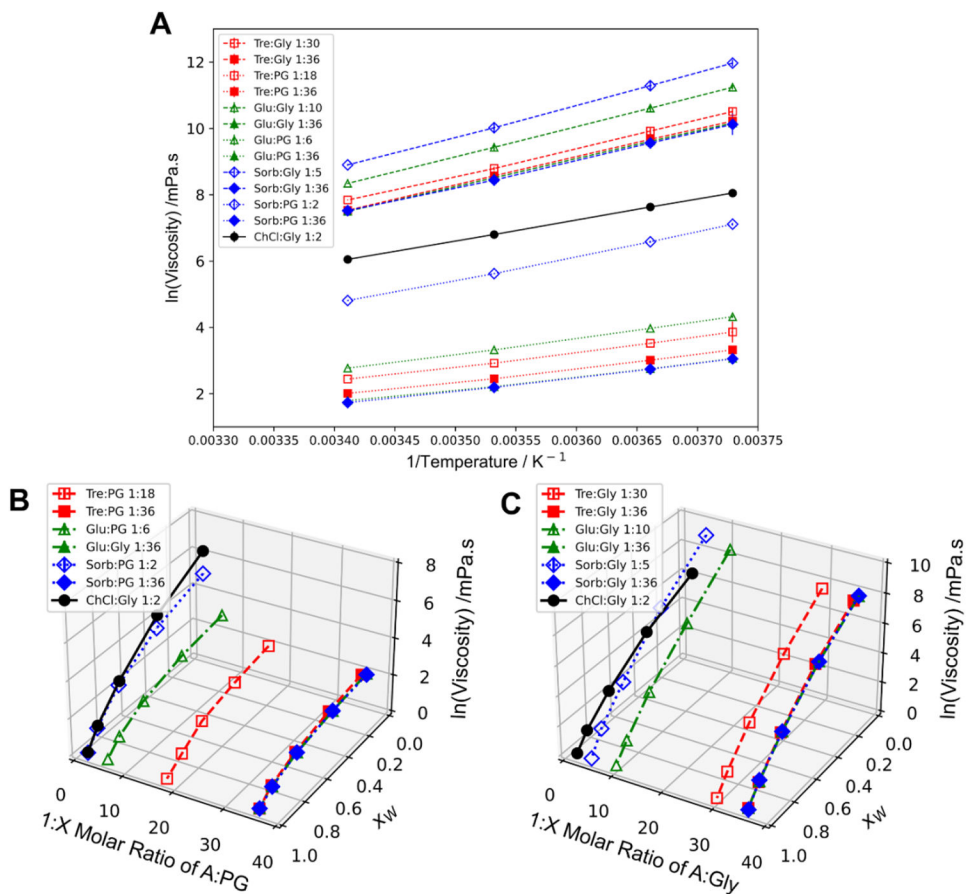 A
Tre:Gly 1:30
Tre:Gly 1:36
Tre:PG 1:18
Tre:PG 1:36
Glu:Gly 1:10
Glu:Gly 1:36
Glu:PG 1:6
Glu:PG 1:36
Sorb:Gly 1:5
Sorb:Gly 1:36
Sorb:PG 1:2
Sorb:PG 1:36
ChCl:Gly 1:2
ln(Viscosity) /mPa.s
12
10
8
6
4
2
0.00330 0.00335 0.00340 0.00345 0.00350 0.00355 0.00360 0.00365 0.00370 0.00375
1/Temperature / K⁻¹
B
Tre:PG 1:18
Tre:PG 1:36
Glu:PG 1:6
Glu:Gly 1:36
Sorb:PG 1:2
Sorb:PG 1:36
ChCl:Gly 1:2
8
6
4
2
0
ln(Viscosity) /mPa.s
0.0
0.2
0.4
0.6
0.8
1.0
xW
0
10
20
30
40
1:X Molar Ratio of A:PG
C
Tre:Gly 1:30
Tre:Gly 1:36
Glu:Gly 1:10
Glu:Gly 1:36
Sorb:Gly 1:5
Sorb:Gly 1:36
ChCl:Gly 1:2
10
8
6
4
2
0
ln(Viscosity) /mPa.s
0.0
0.2
0.4
0.6
0.8
1.0
xW
0
10
20
30
40
1:X Molar Ratio of A:Gly